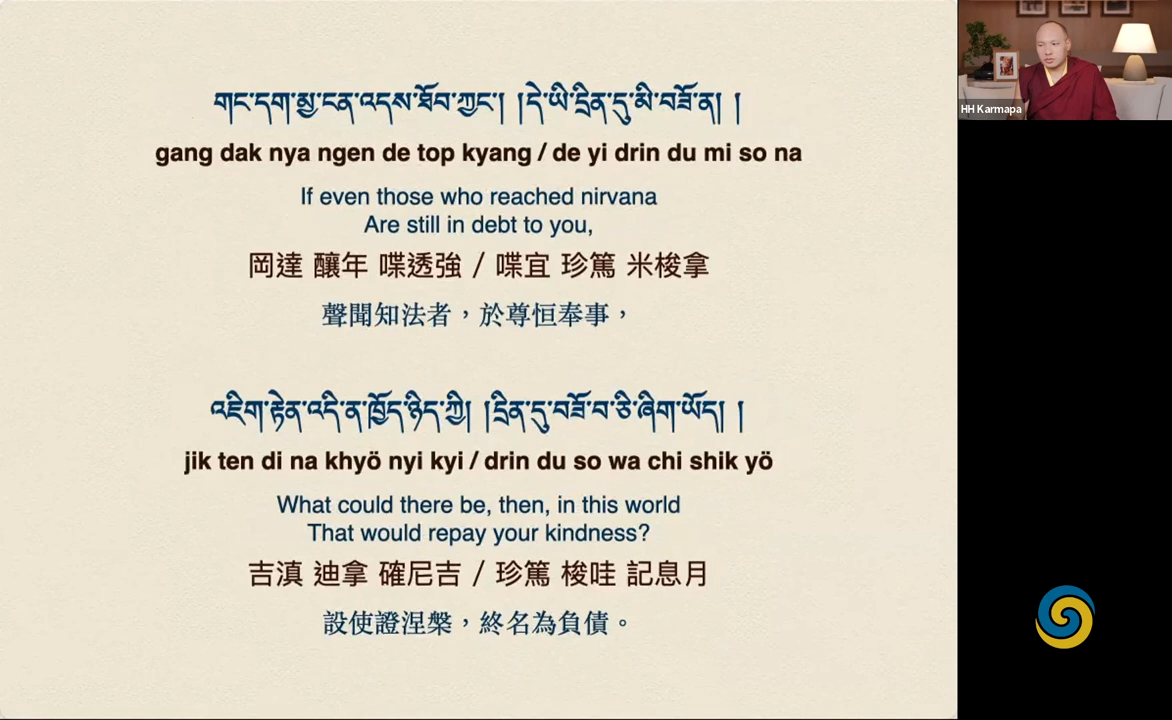 གང་དག་མྱ་ངན་འདས་ཐོབ་ཀྱང་། །དེ་ཡི་དྲིན་དུ་མི་བཟོ་ན། །
gang dak nya ngen de top kyang / de yi drin du mi so na
If even those who reached nirvana
Are still in debt to you,
岡達 釀年 喋透強 / 喋宜 珍篤 米梭拿
聲聞知法者，於尊恒奉事，
འཇིག་རྟེན་འདི་ན་ཁྱོད་ཉིད་ཀྱི། །དྲིན་དུ་བཟོ་བ་ཅི་ཞིག་ཡོད། །
jik ten di na khyö nyi kyi / drin du so wa chi shik yö
What could there be, then, in this world
That would repay your kindness?
吉滇 迪拿 確尼吉 / 珍篤 梭哇 記息月
設使證涅槃，終名為負債。
HH Karmapa